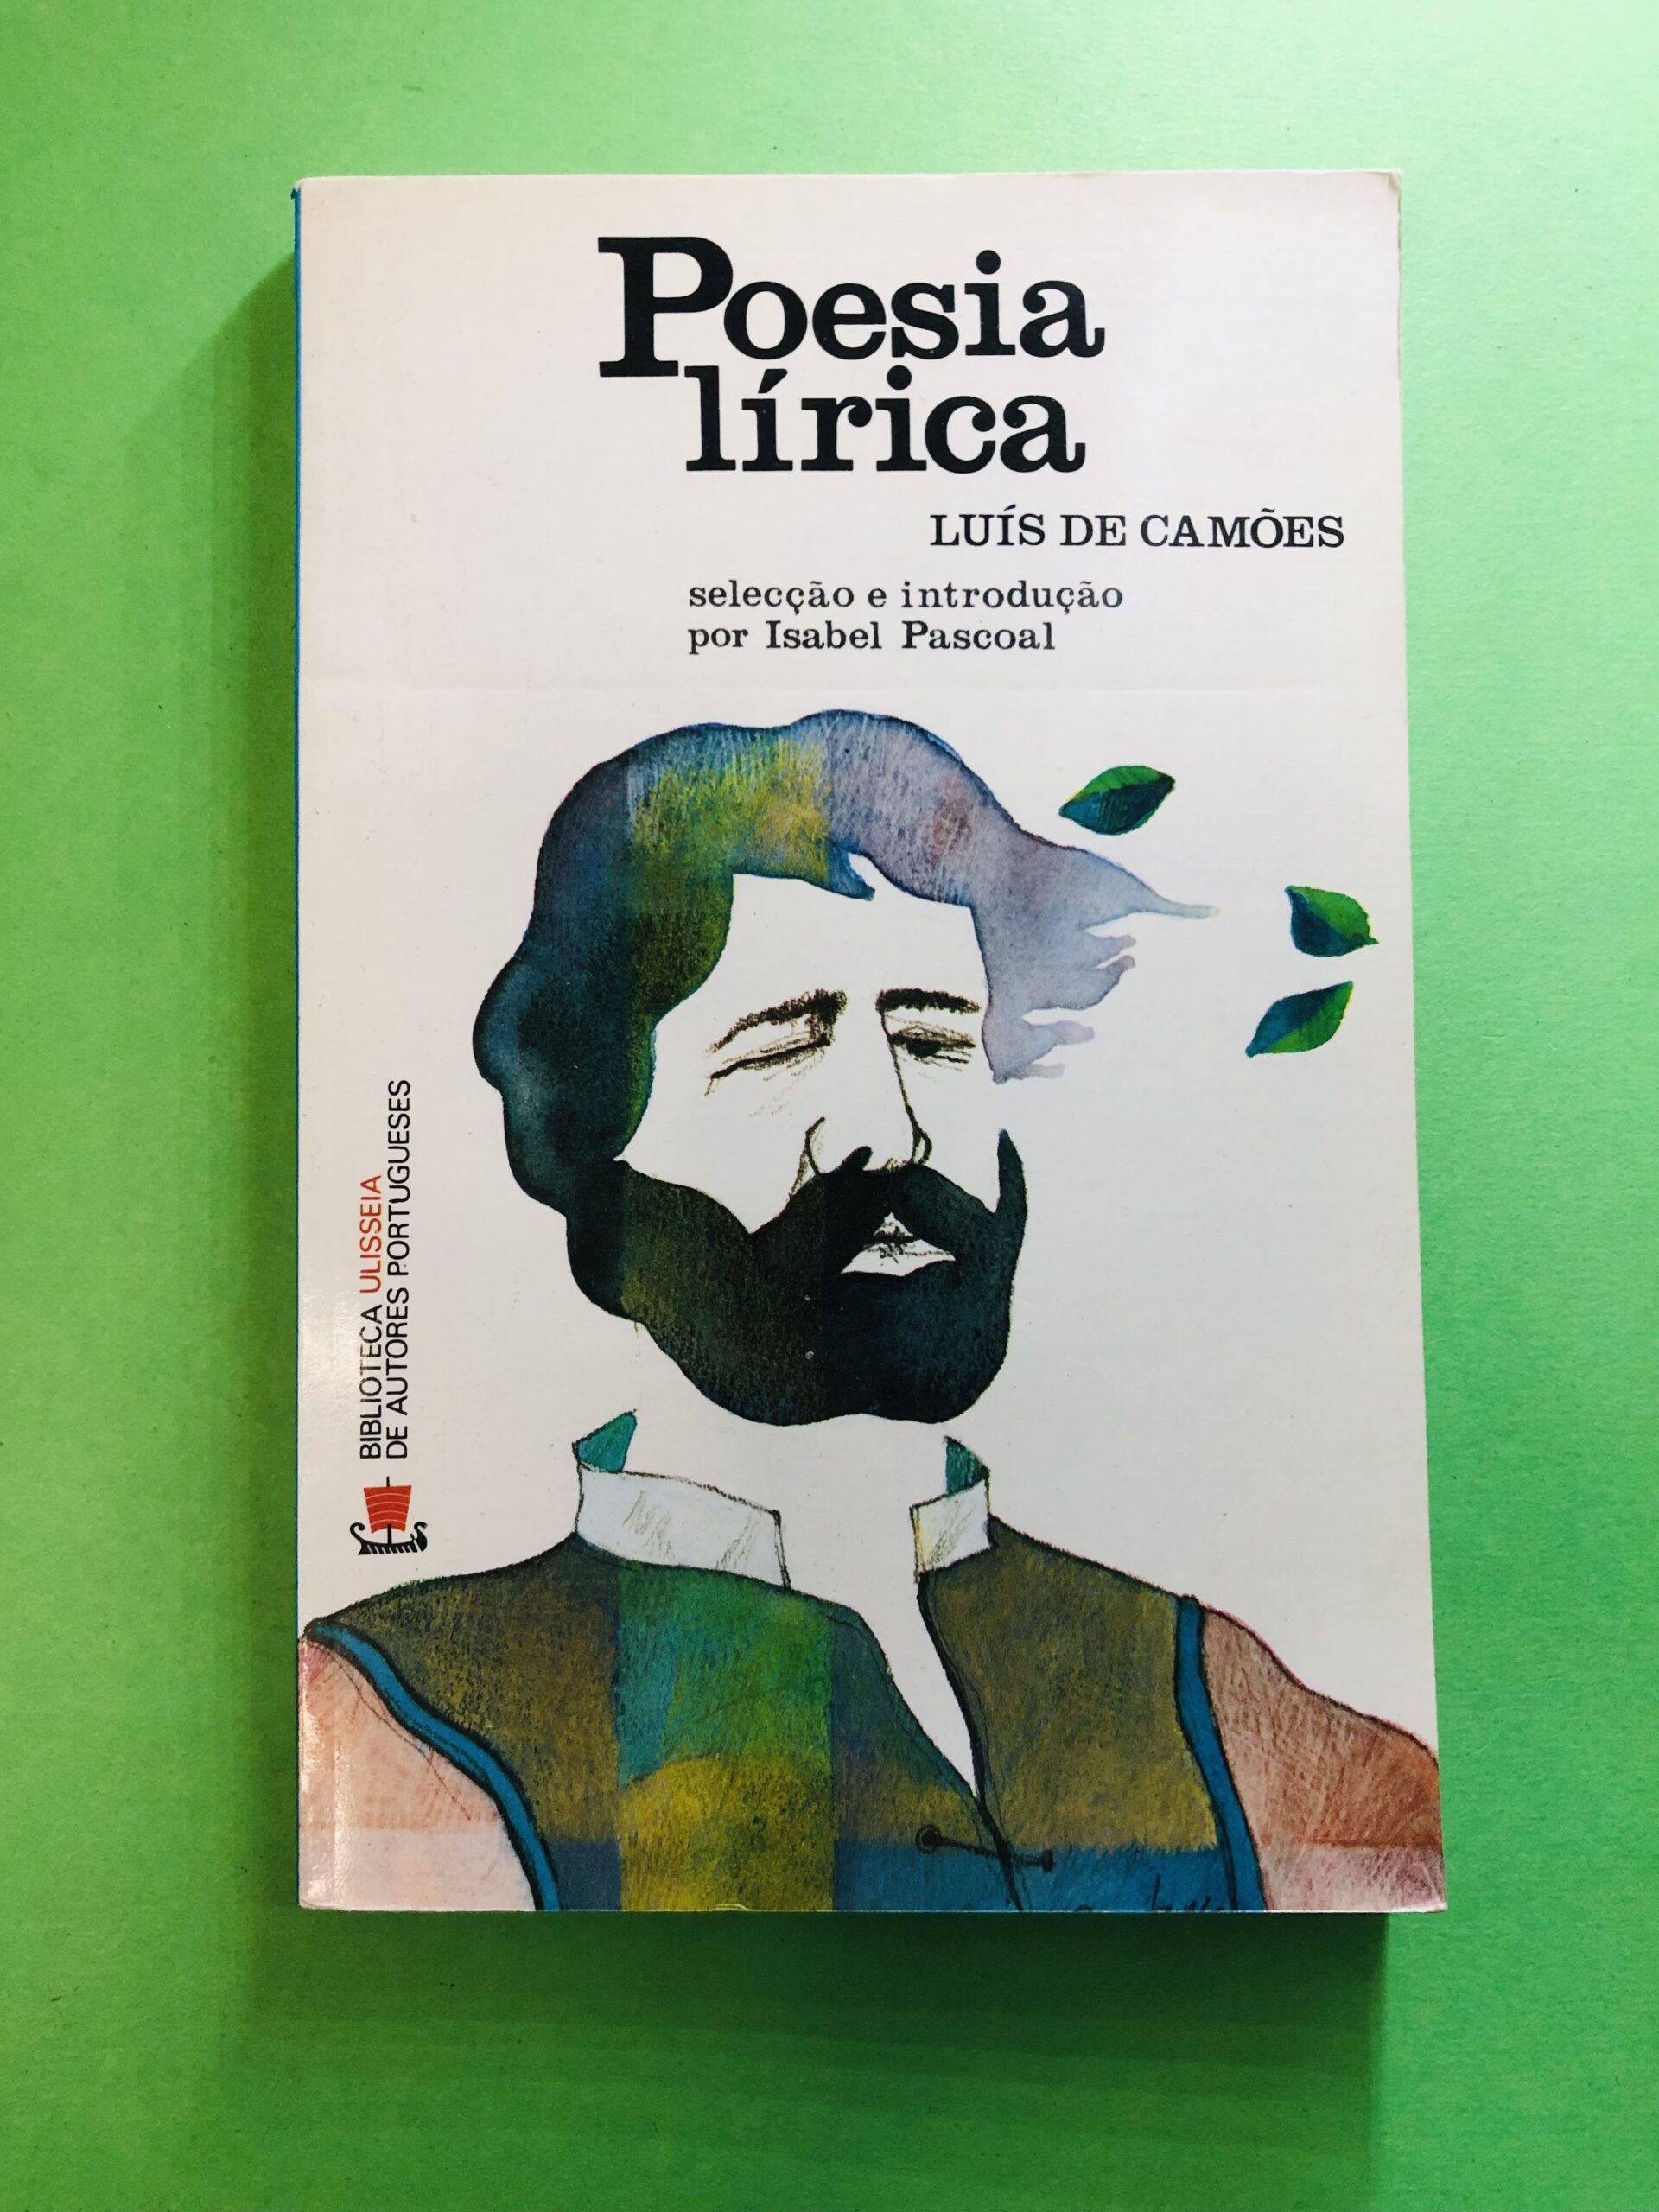 Poesia
lírica
LUÍS DE CAMÕES
selecção e introdução
por Isabel Pascoal
BIBLIOTECA ULISSEIA
DE AUTORES PORTUGUESES